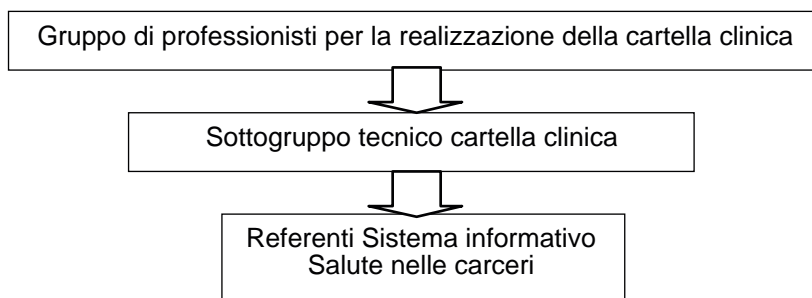 Gruppo di professionisti per la realizzazione della cartella clinica
Sottogruppo tecnico cartella clinica
Referenti Sistema informativo
Salute nelle carceri